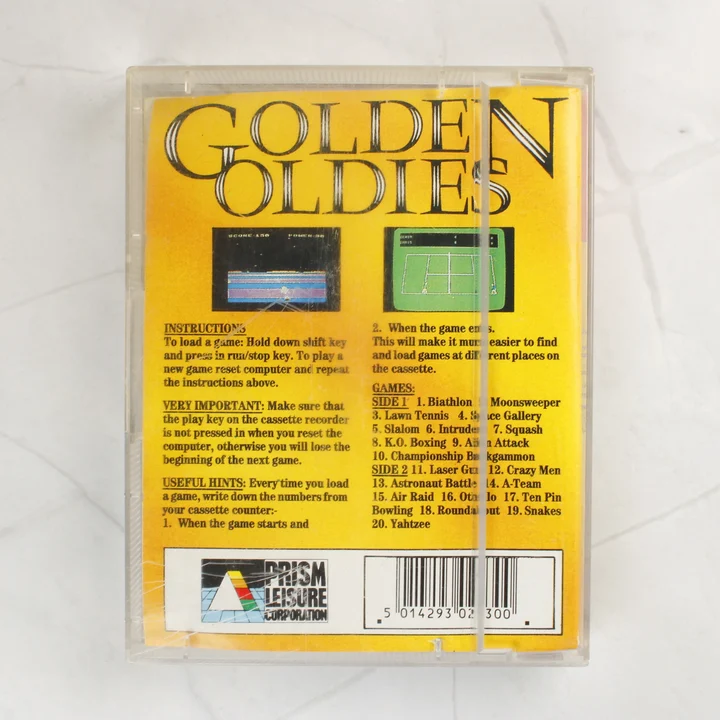 GOLDEN
OLDIES
SCORE:150 POWER:30
INSTRUCTIONS
To load a game: Hold down shift key
and press in run/stop key. To play a
new game reset computer and repeat
the instructions above.
VERY IMPORTANT: Make sure that
the play key on the cassette recorder
is not pressed in when you reset the
computer, otherwise you will lose the
beginning of the next game.
USEFUL HINTS: Every time you load
a game, write down the numbers from
your cassette counter:-
1. When the game starts and
2. When the game ends.
This will make it much easier to find
and load games at different places on
the cassette.
GAMES:
SIDE 1 1. Biathlon 2. Moonsweeper
3. Lawn Tennis 4. Space Gallery
5. Slalom 6. Intruder 7. Squash
8. K.O. Boxing 9. Alien Attack
10. Championship Backgammon
SIDE 2 11. Laser Gun 12. Crazy Men
13. Astronaut Battle 14. A-Team
15. Air Raid 16. Othello 17. Ten Pin
Bowling 18. Roundabout 19. Snakes
20. Yahtzee
PRISM
LEISURE
CORPORATION
5 014293 02 300